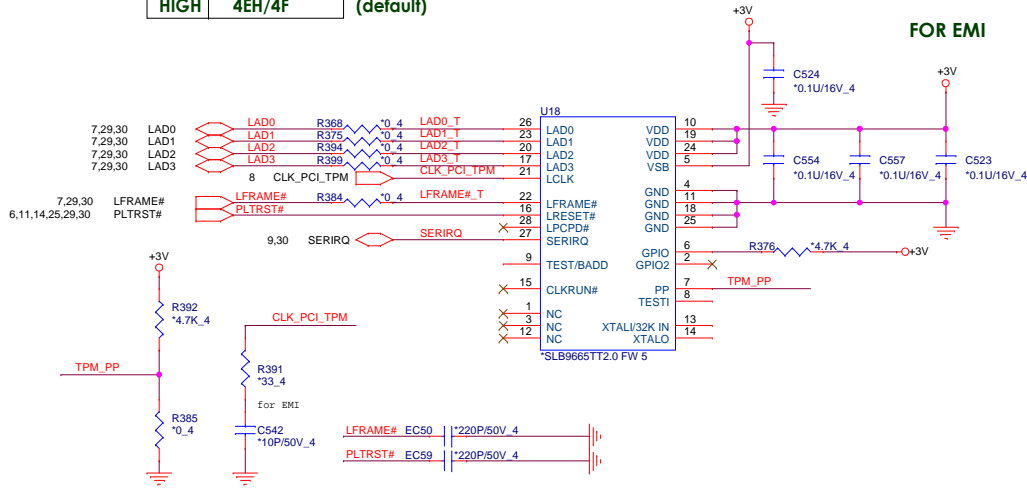 HIGH 4EH/4F (default)
FOR EMI
+3V
C524
*0.1U/16V_4
+3V
U18
7,29,30 LAD0 LAD0 R368 *0_4 LAD0_T 26 LAD0 VDD 10
7,29,30 LAD1 LAD1 R375 *0_4 LAD1_T 23 LAD1 VDD 19
7,29,30 LAD2 LAD2 R394 *0_4 LAD2_T 20 LAD2 VDD 24
7,29,30 LAD3 LAD3 R399 *0_4 LAD3_T 17 LAD3 VSB 5
8 CLK_PCI_TPM CLK_PCI_TPM 21 LCLK
C554
*0.1U/16V_4
C557
*0.1U/16V_4
C523
*0.1U/16V_4
GND 4
7,29,30 LFRAME# LFRAME# R384 *0_4 LFRAME#_T 22 LFRAME# GND 11
6,11,14,25,29,30 PLTRST# PLTRST# 16 LRESET# GND 18
28 LPCPD# GND 25
9,30 SERIRQ SERIRQ 27 SERIRQ
GPIO 6 R376 *4.7K_4 +3V
9 TEST/BADD GPIO2 2
15 CLKRUN# PP 7 TPM_PP
TESTI 8
1 NC
3 NC XTALI/32K IN 13
12 NC XTALO 14
*SLB9665TT2.0 FW 5
+3V
R392
*4.7K_4
TPM_PP
R385
*0_4
CLK_PCI_TPM
R391
*33_4
for EMI
C542
*10P/50V_4
LFRAME# EC50 *220P/50V_4
PLTRST# EC59 *220P/50V_4